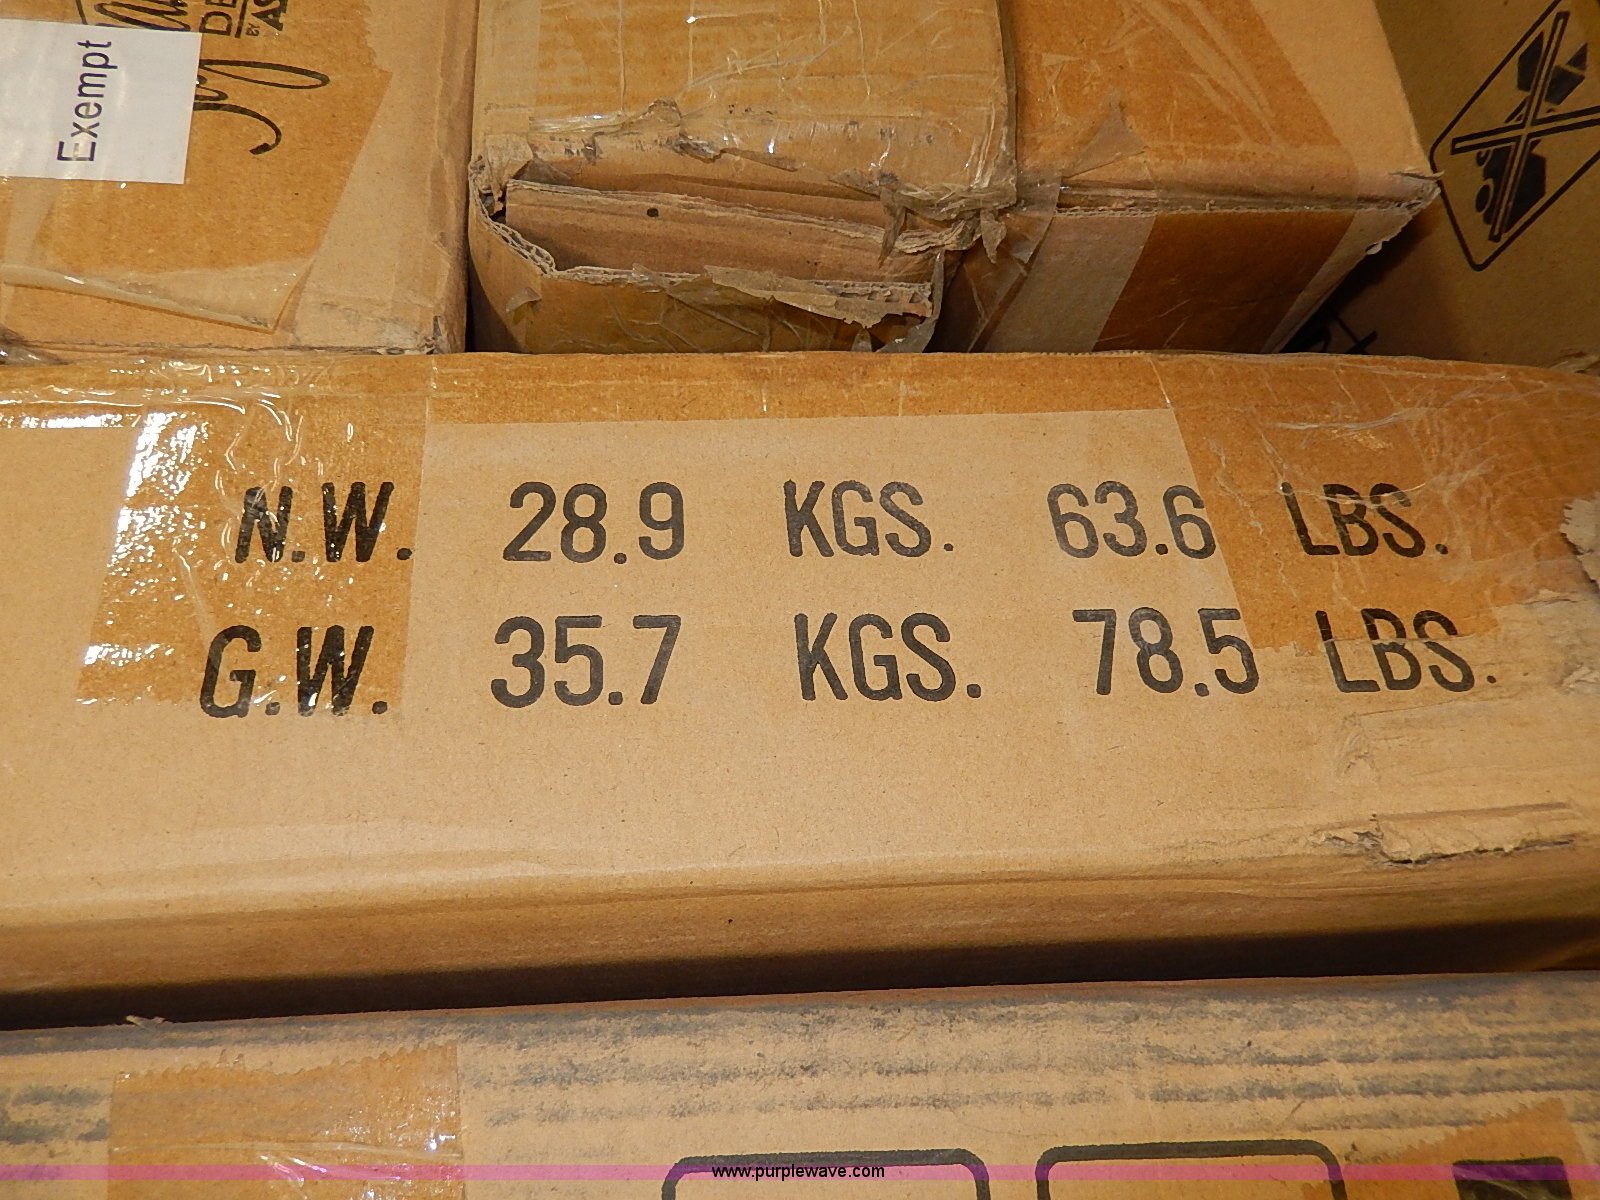 Exempt
N.W. 28.9 KGS. 63.6 LBS.
G.W. 35.7 KGS. 78.5 LBS.
www.purplewave.com